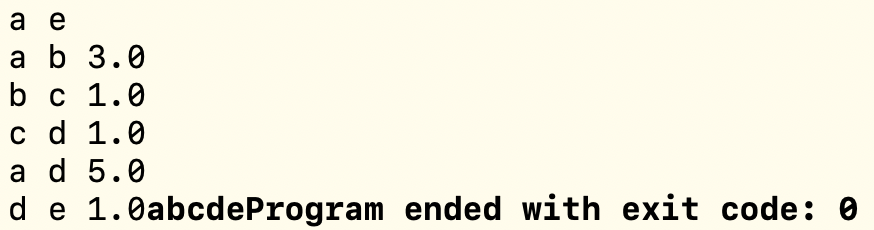 a e
a b 3.0
b c 1.0
c d 1.0
a d 5.0
d e 1.0abcdeProgram ended with exit code: 0